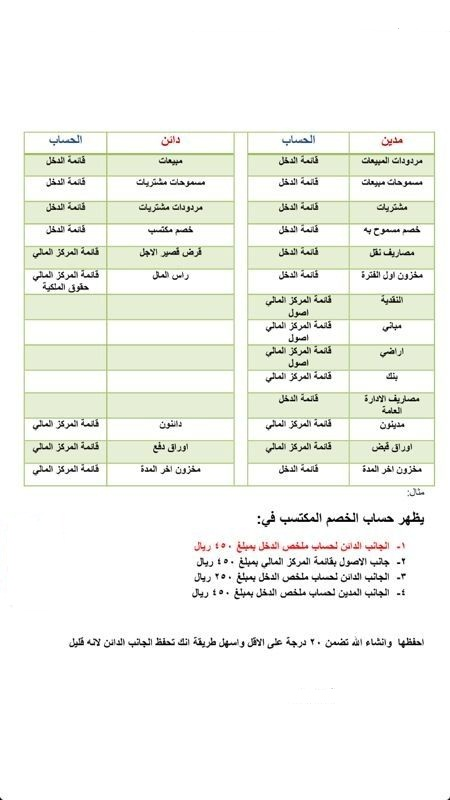 مدين الحساب دائن الحساب
مردودات المبيعات قائمة الدخل مبيعات قائمة الدخل
مسموحات مبيعات قائمة الدخل مسموحات مشتريات قائمة الدخل
مشتريات قائمة الدخل مردودات مشتريات قائمة الدخل
خصم مسموح به قائمة الدخل خصم مكتسب قائمة الدخل
مصاريف نقل قائمة الدخل قرض قصير الاجل قائمة المركز المالي
مخزون اول الفترة قائمة الدخل راس المال قائمة المركز المالي
حقوق الملكية
النقدية قائمة المركز المالي
اصول
مباني قائمة المركز المالي
اراضي قائمة المركز المالي
اصول
بنك قائمة المركز المالي
مصاريف الادارة قائمة الدخل
العامة
مدينون قائمة المركز المالي دائنون قائمة المركز المالي
اوراق قبض قائمة المركز المالي اوراق دفع قائمة المركز المالي
مخزون اخر المدة قائمة الدخل مخزون اخر المدة قائمة المركز المالي
مثال:
يظهر حساب الخصم المكتسب في:
١- الجانب الدائن لحساب ملخص الدخل بمبلغ ٤٥٠ ريال
٢- جانب الاصول بقائمة المركز المالي بمبلغ ٤٥٠ ريال
٣- الجانب الدائن لحساب ملخص الدخل بمبلغ ٢٥٠ ريال
٤- الجانب المدين لحساب ملخص الدخل بمبلغ ٤٥٠ ريال
احفظها وانشاء الله تضمن ٢٠ درجة على الاقل واسهل طريقة انك تحفظ الجانب الدائن لانه قليل